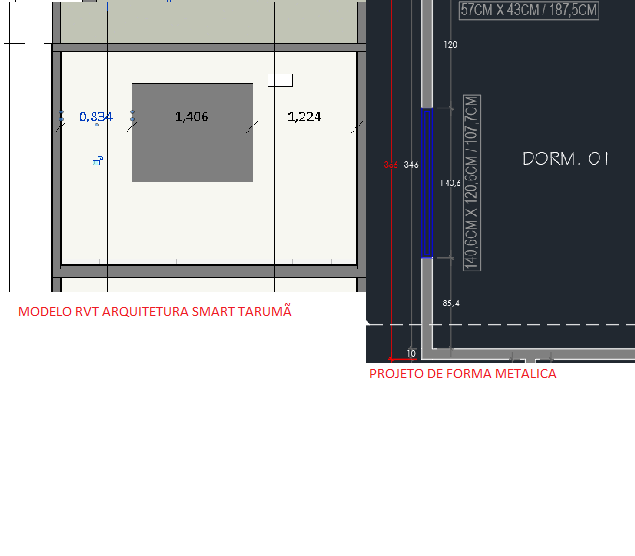 0,834
1,406
1,224
MODELO RVT ARQUITETURA SMART TARUMÃ
57CM X 43CM / 187,5CM
120
346
140,6
140,6CM X 120,6CM / 107,7CM
DORM. 01
85,4
10
PROJETO DE FORMA METALICA